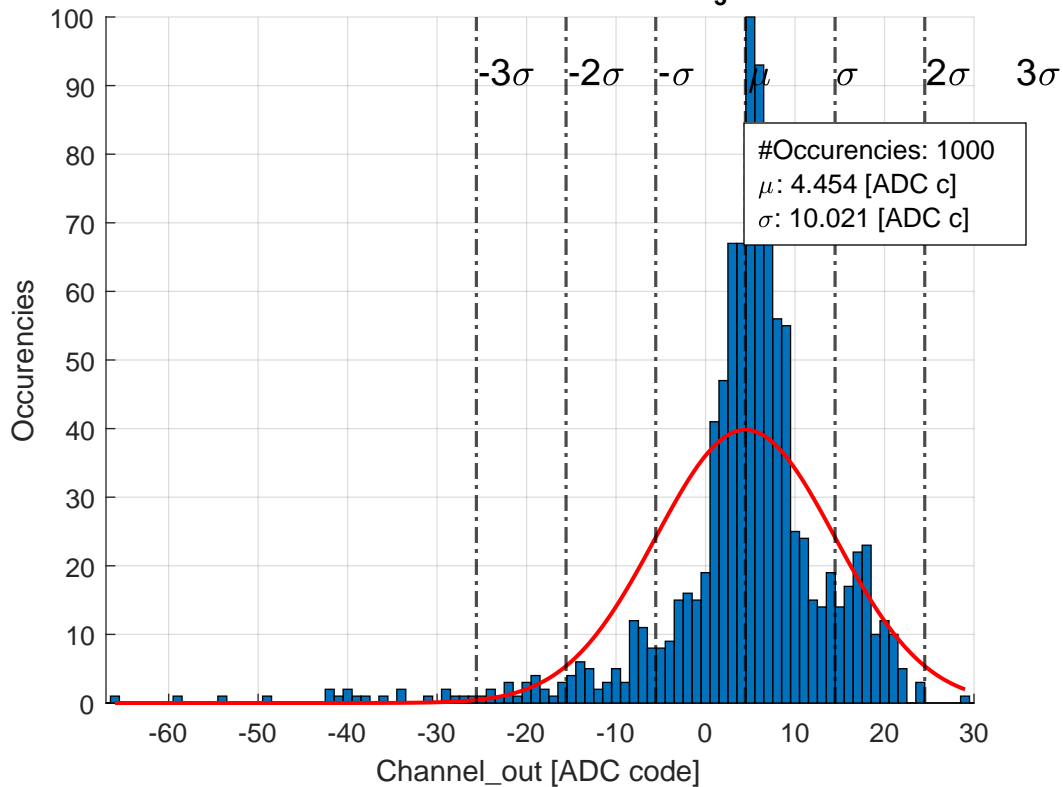 100
90
80
70
60
50
40
30
20
10
0
Occurencies
-3σ -2σ -σ μ σ 2σ 3σ
#Occurencies: 1000
μ: 4.454 [ADC c]
σ: 10.021 [ADC c]
-60 -50 -40 -30 -20 -10 0 10 20 30
Channel_out [ADC code]